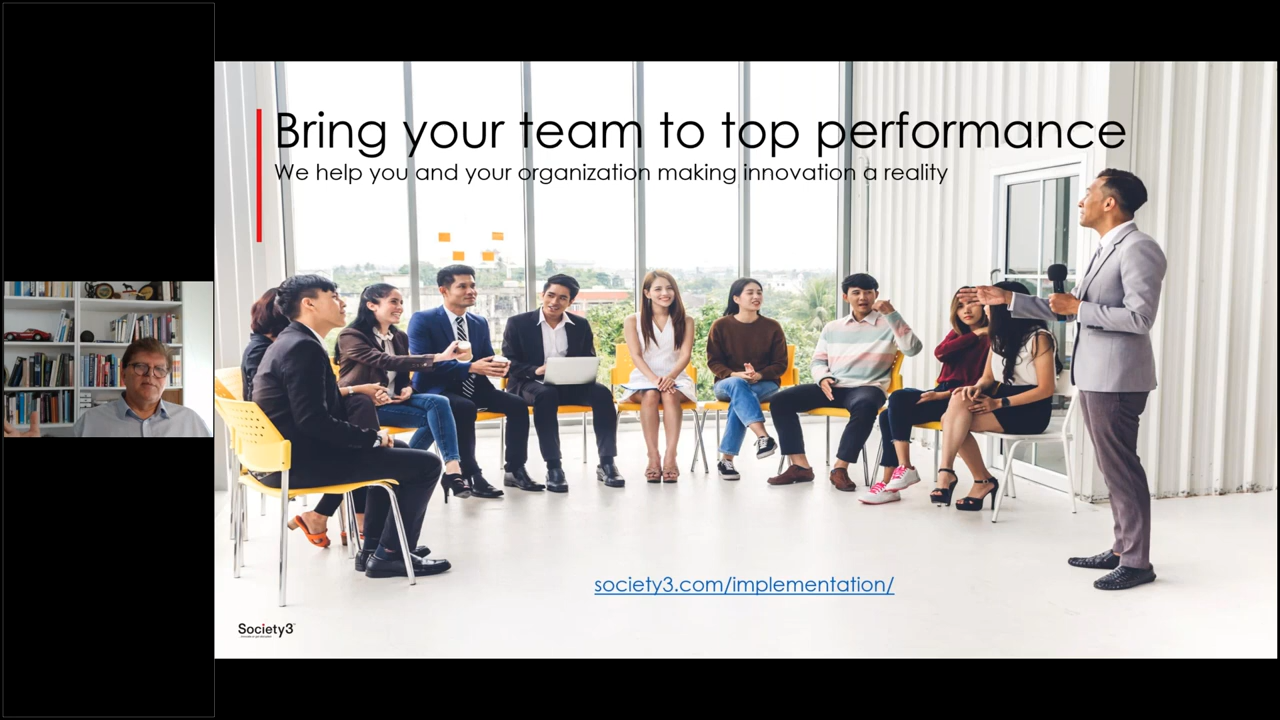 Bring your team to top performance
We help you and your organization making innovation a reality
society3.com/implementation/
Society3